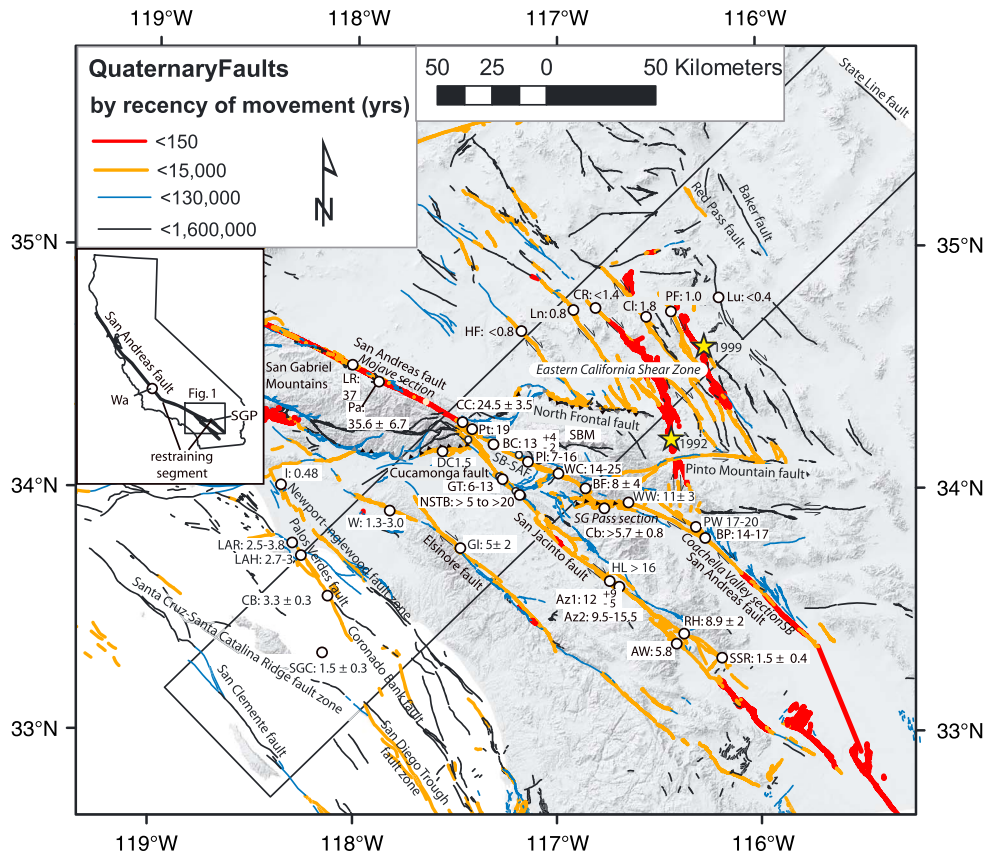 119°W 118°W 117°W 116°W
QuaternaryFaults
by recency of movement (yrs)
<150
<15,000
<130,000
<1,600,000
N
50 25 0 50 Kilometers
State Line fault
Red Pass fault
Baker fault
35°N
35°N
San Andreas fault
Wa
Fig. 1
SGP
restraining
segment
CR: <1.4
PF: 1.0
Lu: <0.4
Ln: 0.8
CI: 1.8
HF: <0.8
1999
San Andreas fault
Mojave section
San Gabriel
Mountains
LR:
37
Pa:
35.6 ± 6.7
Eastern California Shear Zone
CC: 24.5 ± 3.5
North Frontal fault
Pt: 19
SBM
BC: 13 +4 -2
1992
PI: 7-16
DC1.5
SB-SAF
WC: 14-25
Pinto Mountain fault
Cucamonga fault
GT: 6-13
BF: 8 ± 4
NSTB: > 5 to >20
WW: 11± 3
34°N
34°N
I: 0.48
W: 1.3-3.0
SG Pass section
Cb: >5.7 ± 0.8
PW 17-20
BP: 14-17
Newport-Inglewood fault zone
Palos Verdes fault
LAR: 2.5-3.8
LAH: 2.7-3
GI: 5± 2
Elsinore fault
San Jacinto fault
Coachella Valley section
San Andreas fault
SB
HL > 16
Az1: 12 +9 - 5
Az2: 9.5-15.5
CB: 3.3 ± 0.3
RH: 8.9 ± 2
AW: 5.8
SSR: 1.5 ± 0.4
Santa Cruz-Santa Catalina Ridge fault zone
SGC: 1.5 ± 0.3
Coronado Bank fault
San Clemente fault
San Diego Trough
fault zone
33°N
33°N
119°W 118°W 117°W 116°W